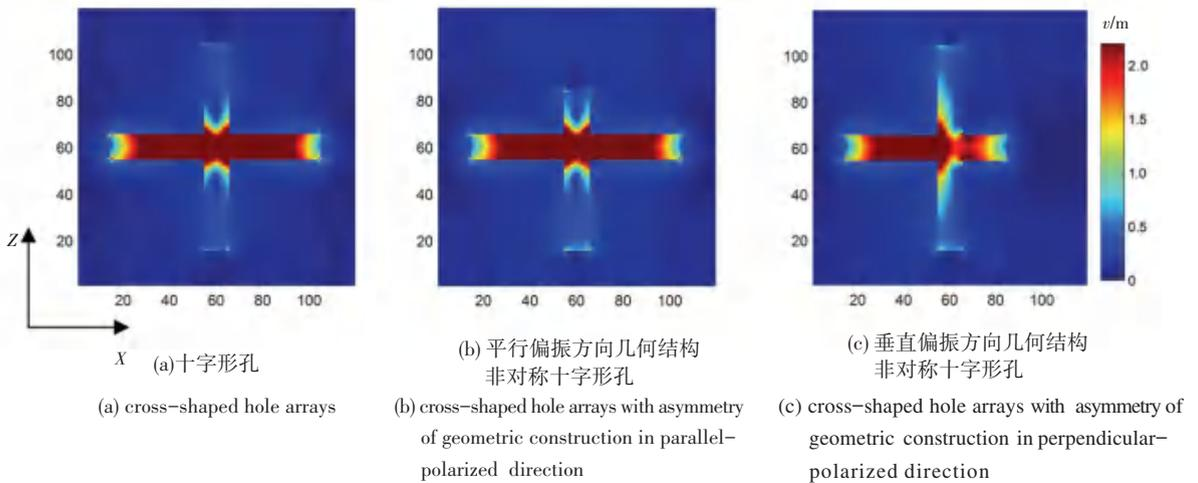 v/m
100
80
60
40
20
20 40 60 80 100
100
80
60
40
20
20 40 60 80 100
100
80
60
40
20
20 40 60 80 100
2.0
1.5
1.0
0.5
0
Z
X
(a)十字形孔
(b) 平行偏振方向几何结构
非对称十字形孔
(c) 垂直偏振方向几何结构
非对称十字形孔
(a) cross-shaped hole arrays
(b) cross-shaped hole arrays with asymmetry
of geometric construction in parallel-
polarized direction
(c) cross-shaped hole arrays with asymmetry of
geometric construction in perpendicular-
polarized direction